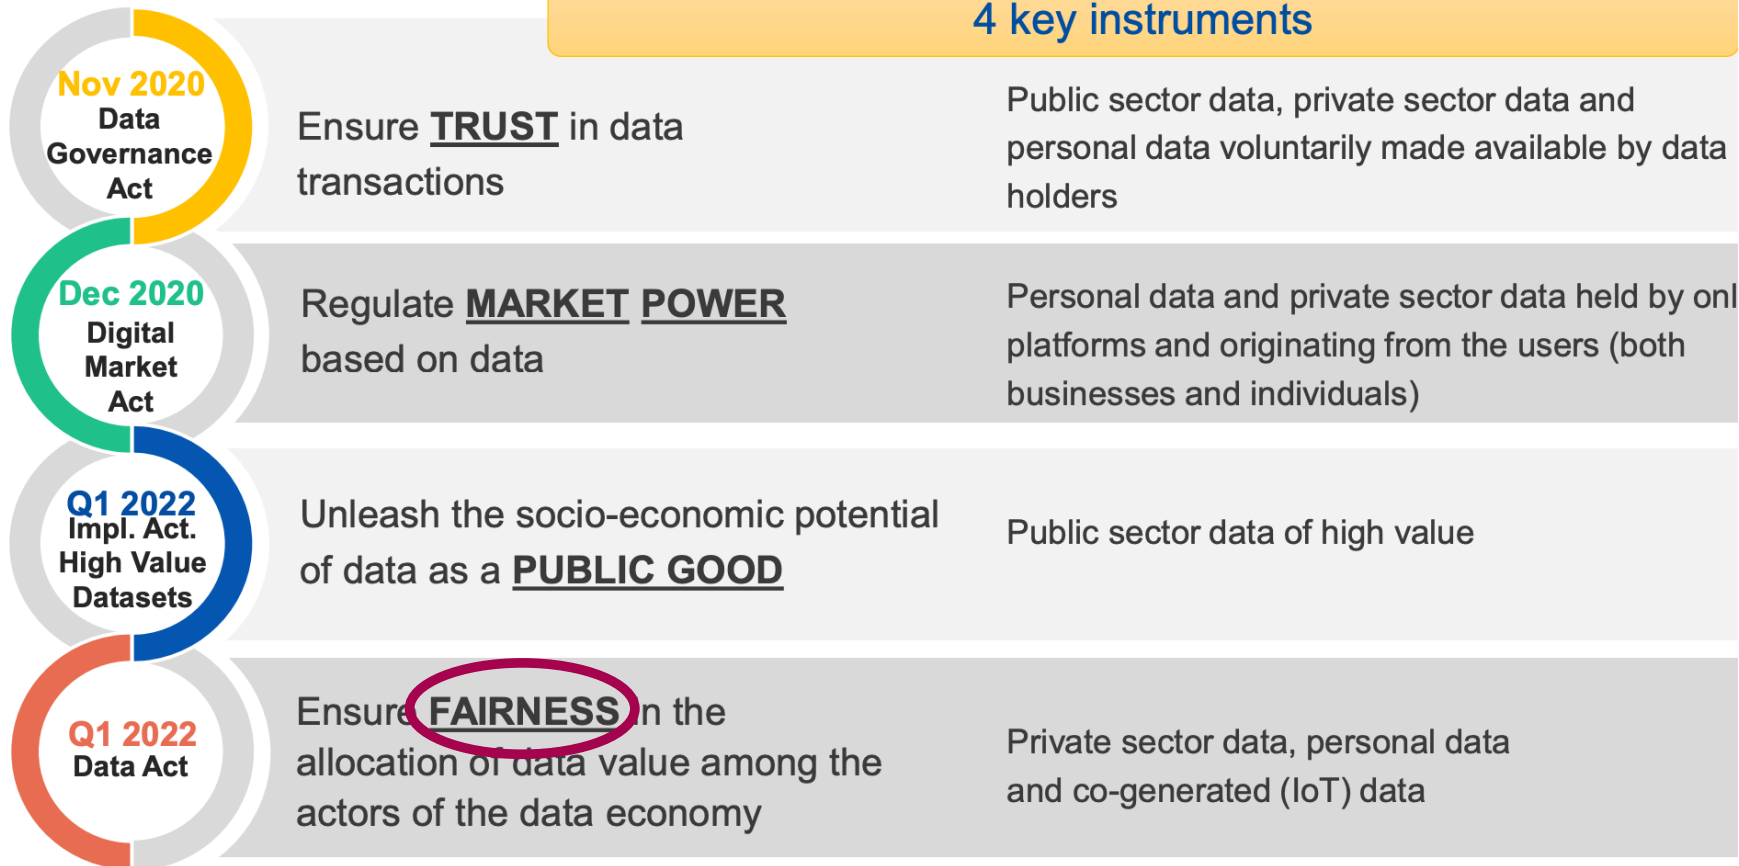 4 key instruments
Nov 2020
Data
Governance
Act
Ensure TRUST in data
transactions
Public sector data, private sector data and
personal data voluntarily made available by data
holders
Dec 2020
Digital
Market
Act
Regulate MARKET POWER
based on data
Personal data and private sector data held by onl
platforms and originating from the users (both
businesses and individuals)
Q1 2022
Impl. Act.
High Value
Datasets
Unleash the socio-economic potential
of data as a PUBLIC GOOD
Public sector data of high value
Q1 2022
Data Act
Ensure FAIRNESS in the
allocation of data value among the
actors of the data economy
Private sector data, personal data
and co-generated (IoT) data